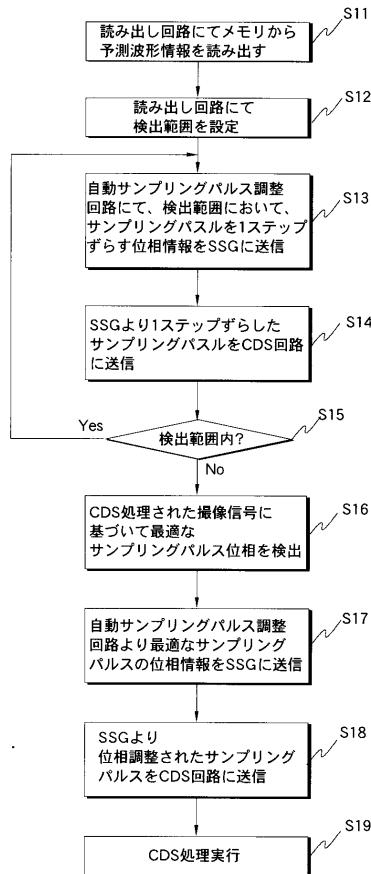 S11
読み出し回路にてメモリから
予測波形情報を読み出す
S12
読み出し回路にて
検出範囲を設定
S13
自動サンプリングパルス調整
回路にて、検出範囲において、
サンプリングパスルを1ステップ
ずらす位相情報をSSGに送信
S14
SSGより1ステップずらした
サンプリングパスルをCDS回路
に送信
S15
Yes
検出範囲内?
No
S16
CDS処理された撮像信号に
基づいて最適な
サンプリングパルス位相を検出
S17
自動サンプリングパルス調整
回路より最適なサンプリング
パルスの位相情報をSSGに送信
S18
SSGより
位相調整されたサンプリング
パルスをCDS回路に送信
S19
CDS処理実行